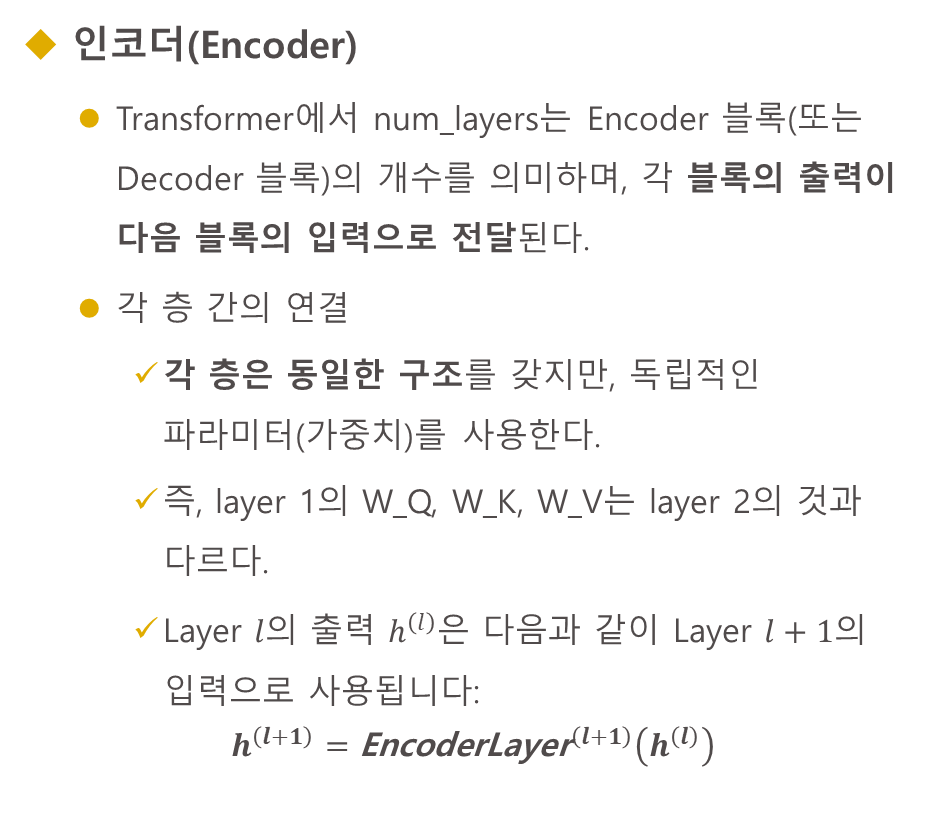 ◆ 인코더(Encoder)
● Transformer에서 num_layers는 Encoder 블록(또는
Decoder 블록)의 개수를 의미하며, 각 블록의 출력이
다음 블록의 입력으로 전달된다.
● 각 층 간의 연결
✓ 각 층은 동일한 구조를 갖지만, 독립적인
파라미터(가중치)를 사용한다.
✓ 즉, layer 1의 W_Q, W_K, W_V는 layer 2의 것과
다르다.
✓ Layer l의 출력 h^(l)은 다음과 같이 Layer l + 1의
입력으로 사용됩니다:
h^(l+1) = EncoderLayer^(l+1)(h^(l))